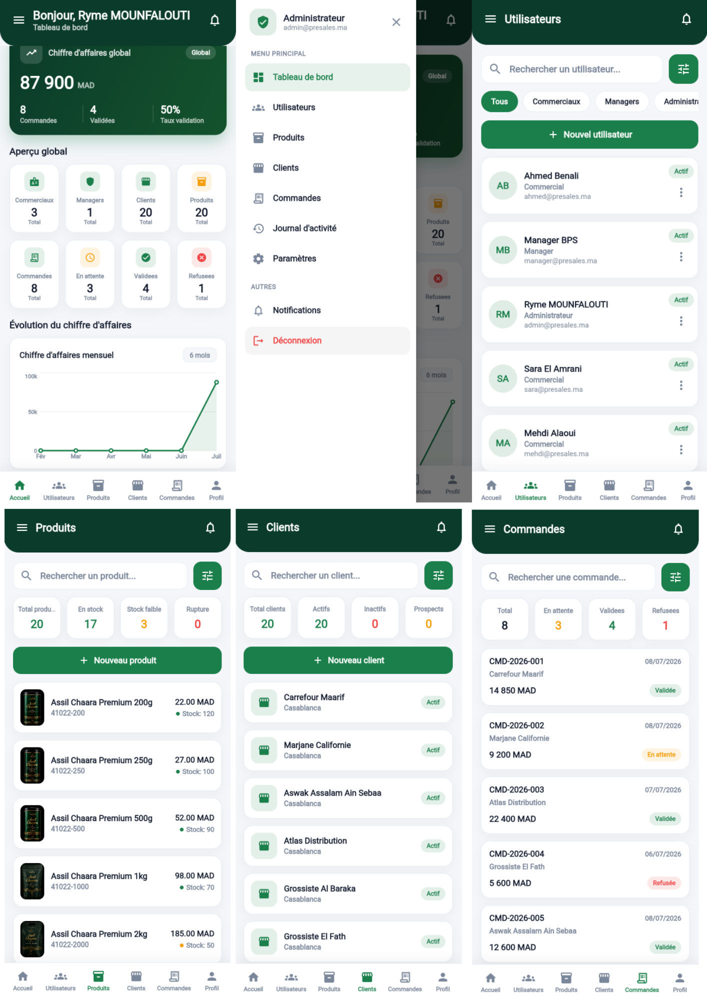 Bonjour, Ryme MOUNFALOUTI
Tableau de bord
Chiffre d'affaires global
Global
87 900 MAD
8
Commandes
4
Validées
50%
Taux validation
Aperçu global
Commerciaux
3
Total
Managers
1
Total
Clients
20
Total
Produits
20
Total
Commandes
8
Total
En attente
3
Total
Validees
4
Total
Refusees
1
Total
Évolution du chiffre d'affaires
Chiffre d'affaires mensuel
6 mois
100k
50k
0
Fév Mar Avr Mai Juin Juil
Accueil Utilisateurs Produits Clients Commandes Profil
Administrateur
admin@presales.ma
MENU PRINCIPAL
Tableau de bord
Utilisateurs
Produits
Clients
Commandes
Journal d'activité
Paramètres
AUTRES
Notifications
Déconnexion
TI
Global
alidation
Produits
20
Total
Refusees
1
Total
6 mois
ndes Profil
Utilisateurs
Rechercher un utilisateur...
Tous Commerciaux Managers Administra
+ Nouvel utilisateur
AB
Ahmed Benali
Commercial
ahmed@presales.ma
Actif
MB
Manager BPS
Manager
manager@presales.ma
Actif
RM
Ryme MOUNFALOUTI
Administrateur
admin@presales.ma
Actif
SA
Sara El Amrani
Commercial
sara@presales.ma
Actif
MA
Mehdi Alaoui
Commercial
mehdi@presales.ma
Actif
Accueil Utilisateurs Produits Clients Commandes Profil
Produits
Rechercher un produit...
Total produ...
20
En stock
17
Stock faible
3
Rupture
0
+ Nouveau produit
Assil Chaara Premium 200g
41022-200
22.00 MAD
Stock: 120
Assil Chaara Premium 250g
41022-250
27.00 MAD
Stock: 100
Assil Chaara Premium 500g
41022-500
52.00 MAD
Stock: 90
Assil Chaara Premium 1kg
41022-1000
98.00 MAD
Stock: 70
Assil Chaara Premium 2kg
41022-2000
185.00 MAD
Stock: 50
Accueil Utilisateurs Produits Clients Commandes Profil
Clients
Rechercher un client...
Total clients
20
Actifs
20
Inactifs
0
Prospects
0
+ Nouveau client
Carrefour Maarif
Casablanca
Actif
Marjane Californie
Casablanca
Actif
Aswak Assalam Ain Sebaa
Casablanca
Actif
Atlas Distribution
Casablanca
Actif
Grossiste Al Baraka
Casablanca
Actif
Grossiste El Fath
Casablanca
Actif
Accueil Utilisateurs Produits Clients Commandes Profil
Commandes
Rechercher une commande...
Total
8
En attente
3
Validees
4
Refusees
1
CMD-2026-001
08/07/2026
Carrefour Maarif
14 850 MAD
Validée
CMD-2026-002
08/07/2026
Marjane Californie
9 200 MAD
En attente
CMD-2026-003
07/07/2026
Atlas Distribution
22 400 MAD
Validée
CMD-2026-004
06/07/2026
Grossiste El Fath
5 600 MAD
Refusée
CMD-2026-005
08/07/2026
Aswak Assalam Ain Sebaa
12 600 MAD
Validée
Accueil Utilisateurs Produits Clients Commandes Profil